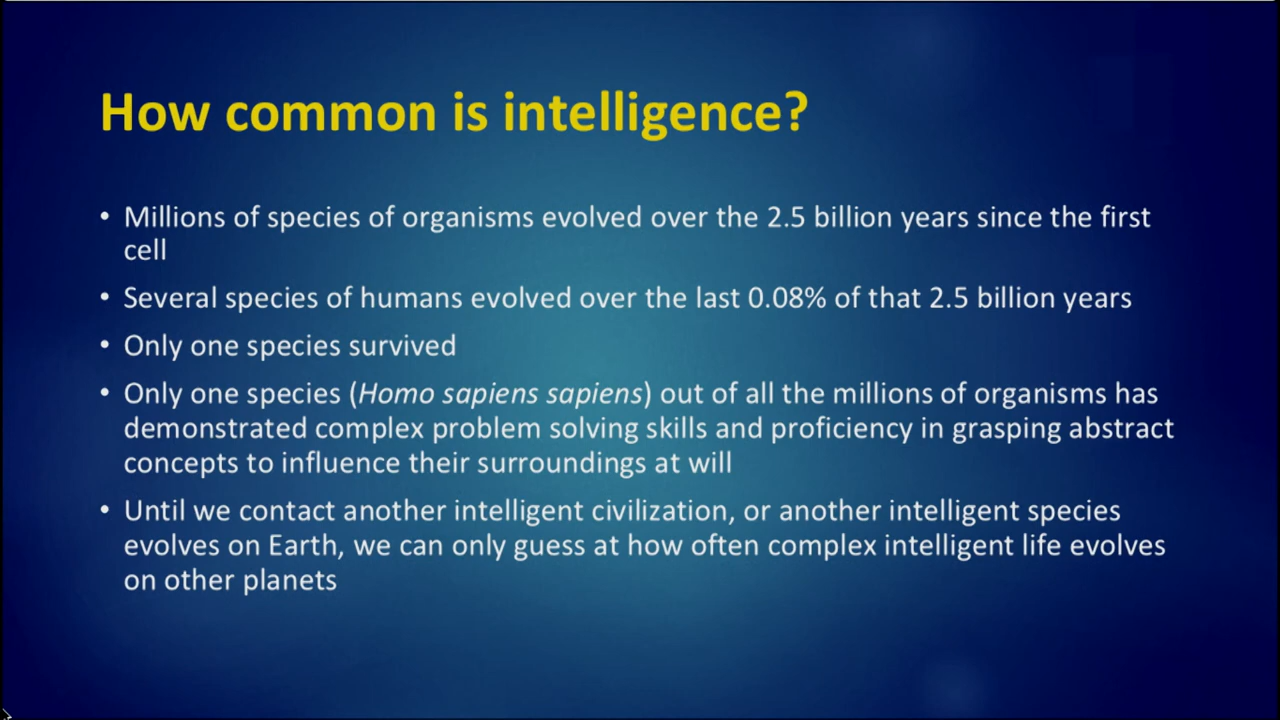 How common is intelligence?
• Millions of species of organisms evolved over the 2.5 billion years since the first
cell
• Several species of humans evolved over the last 0.08% of that 2.5 billion years
• Only one species survived
• Only one species (Homo sapiens sapiens) out of all the millions of organisms has
demonstrated complex problem solving skills and proficiency in grasping abstract
concepts to influence their surroundings at will
• Until we contact another intelligent civilization, or another intelligent species
evolves on Earth, we can only guess at how often complex intelligent life evolves
on other planets